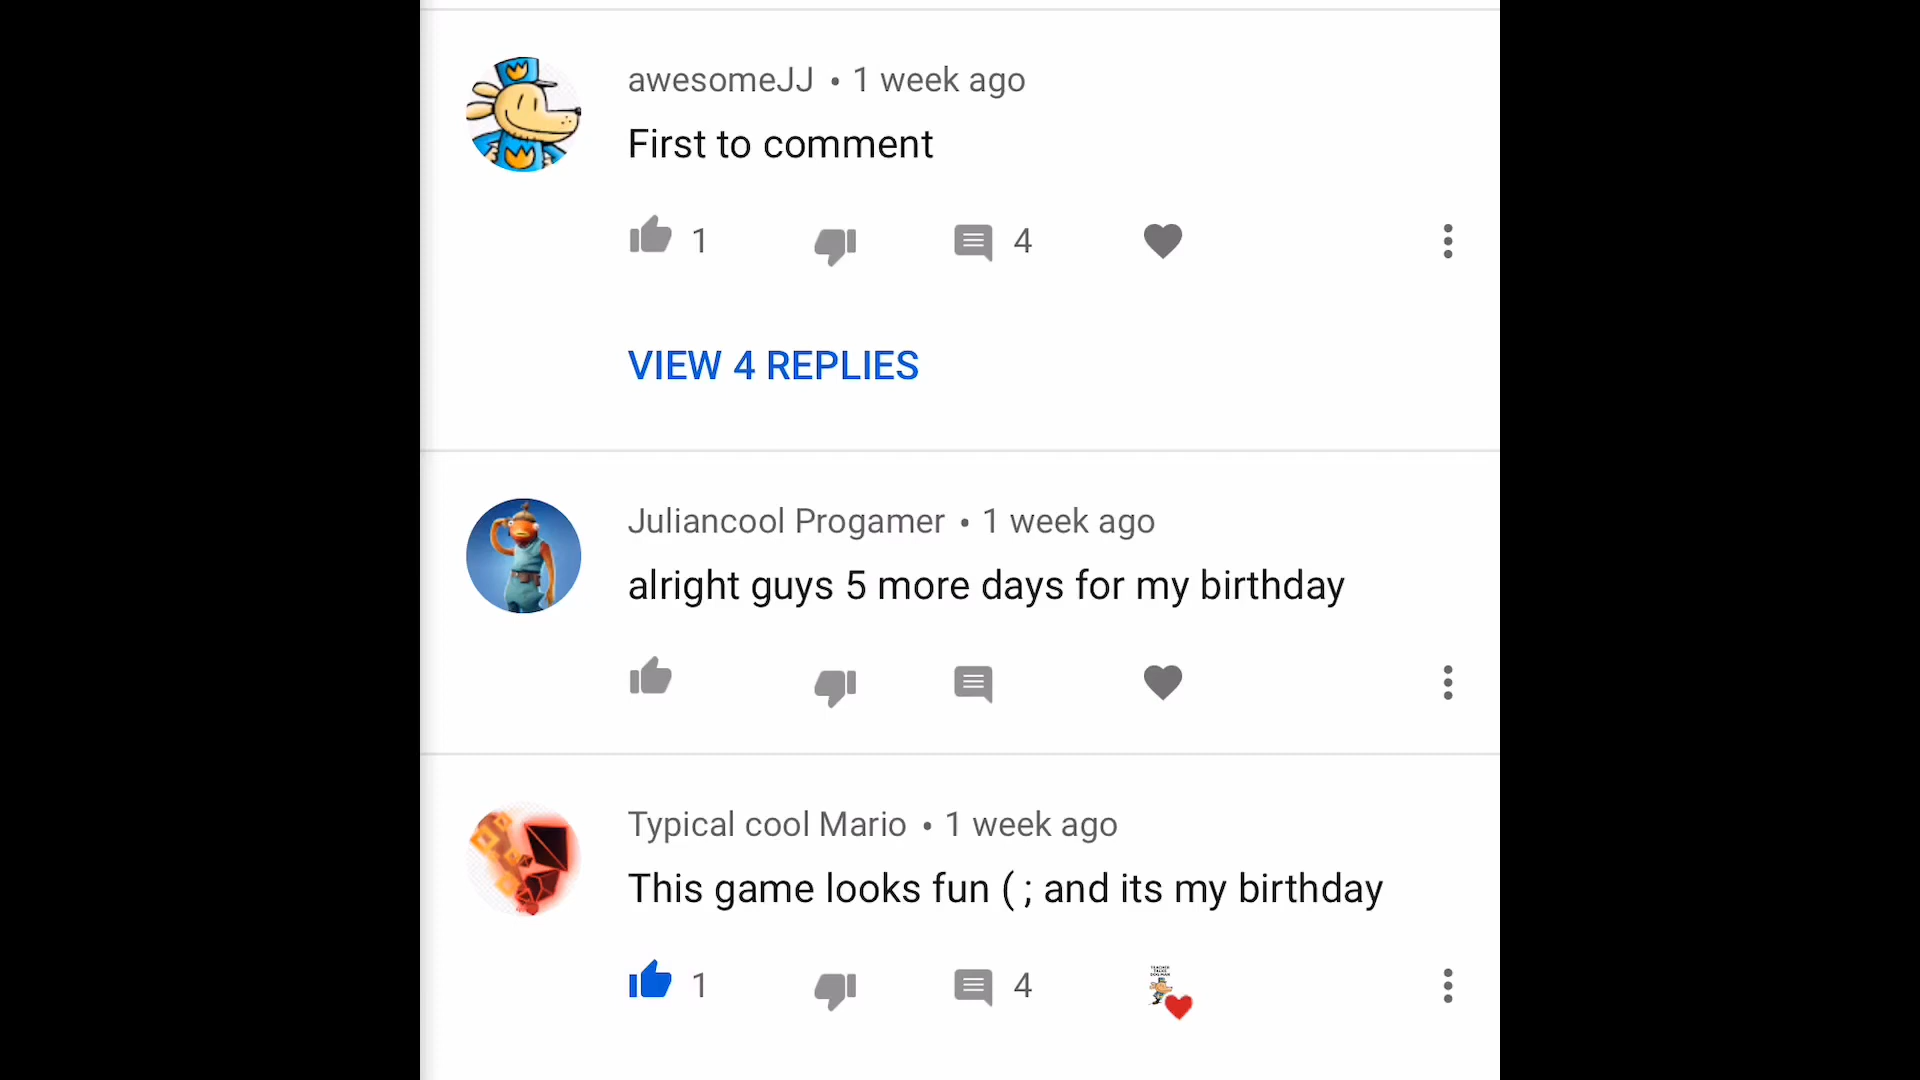 awesomeJJ • 1 week ago
First to comment
1
4
VIEW 4 REPLIES
Juliancool Progamer • 1 week ago
alright guys 5 more days for my birthday
Typical cool Mario • 1 week ago
This game looks fun ( ; and its my birthday
1
4